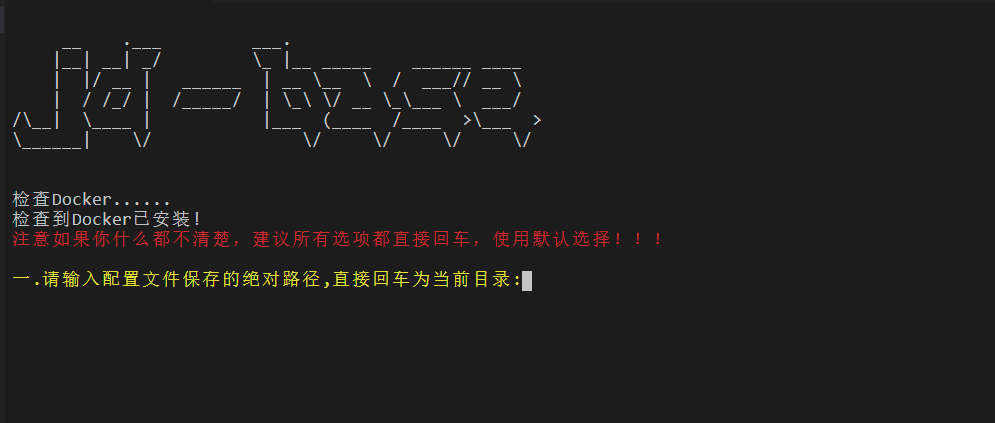 jd-base
检查Docker......
检查到Docker已安装!
注意如果你什么都不清楚，建议所有选项都直接回车，使用默认选择！！！
一.请输入配置文件保存的绝对路径,直接回车为当前目录: